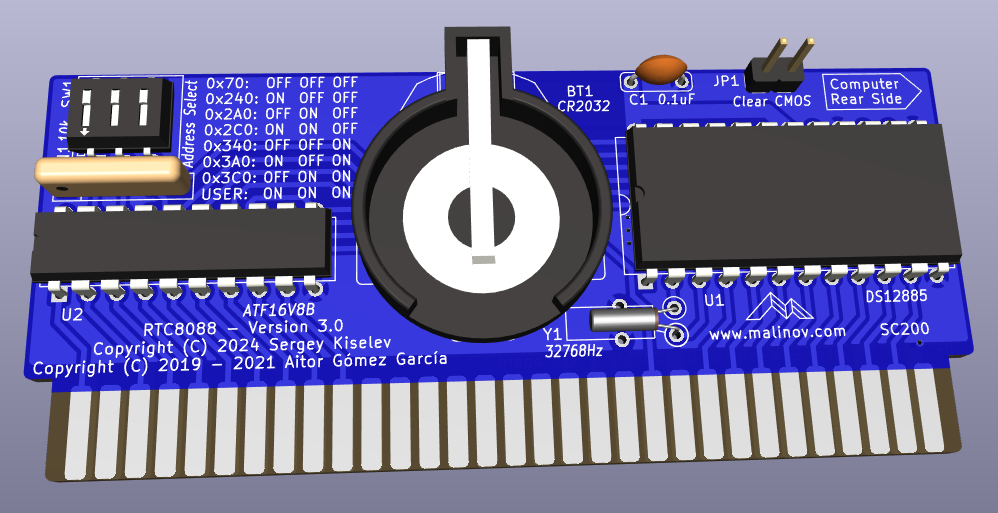 SW1
Address Select
0x70: OFF OFF OFF
0x240: ON OFF OFF
0x2A0: OFF ON OFF
0x2C0: ON ON OFF
0x340: OFF OFF ON
0x3A0: ON OFF ON
0x3C0: OFF ON ON
USER: ON ON ON
10k
BT1
CR2032
C1 0.1uF
JP1
Clear CMOS
Computer
Rear Side
U2
ATF16V8B
RTC8088 – Version 3.0
Copyright (C) 2024 Sergey Kiselev
Copyright (C) 2019 – 2021 Aitor Gómez García
Y1
32768Hz
U1
DS12885
www.malinov.com
SC200